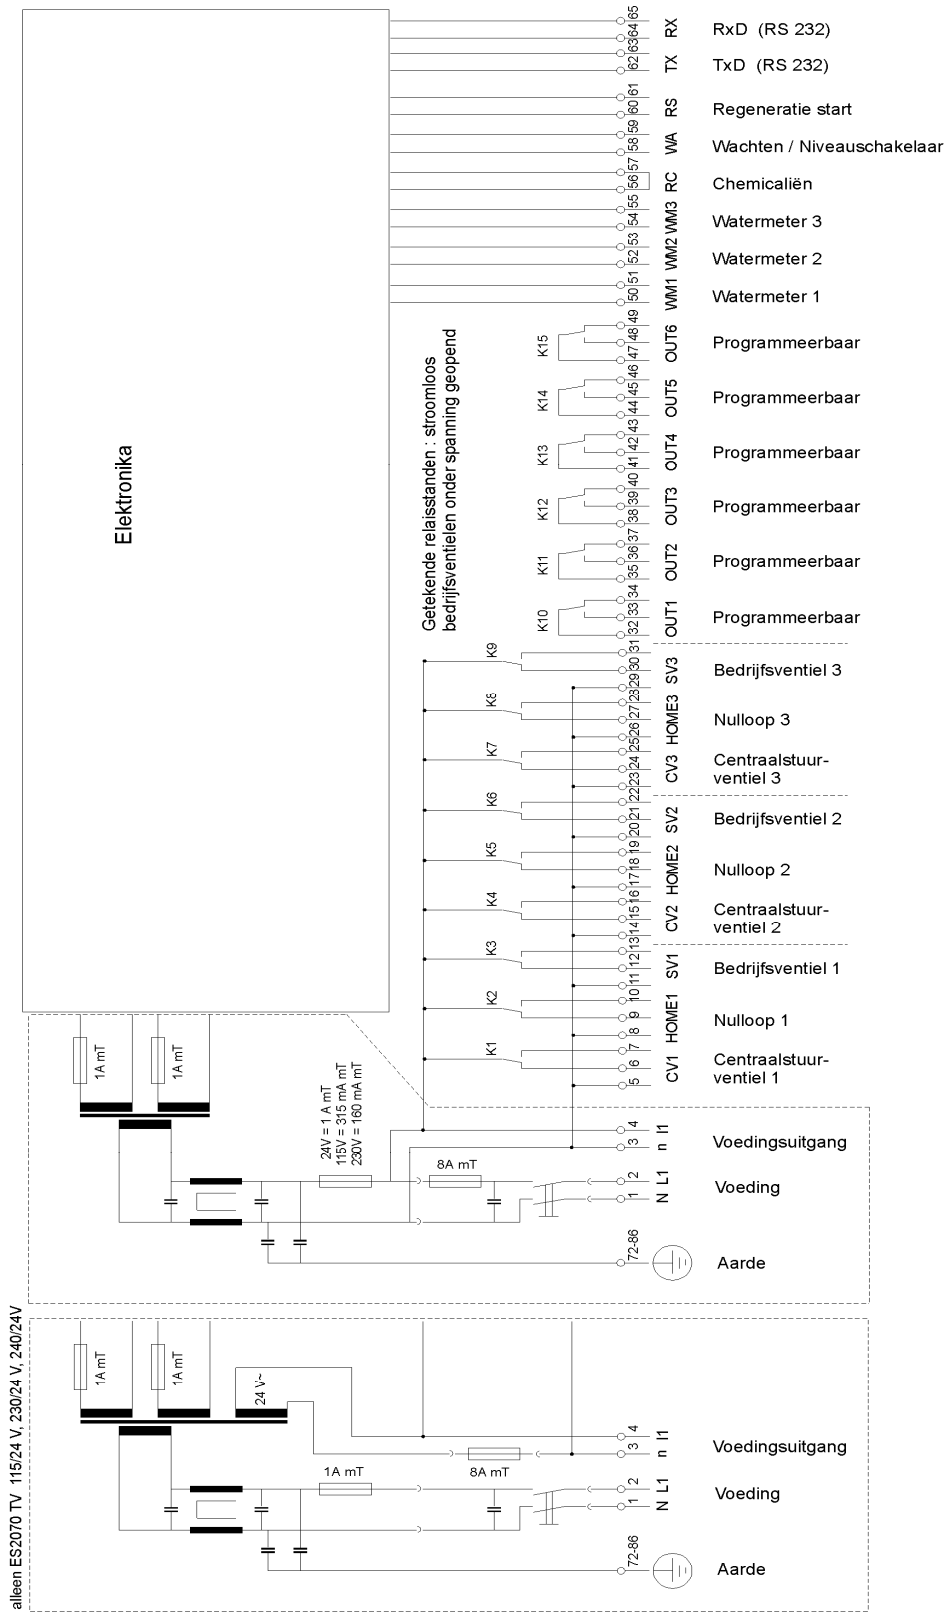 65
64
RX
RxD (RS 232)
63
62
TX
TxD (RS 232)
61
60
RS
Regeneratie start
59
58
WA
Wachten / Niveauschakelaar
57
56
RC
Chemicaliën
55
54
WM3
Watermeter 3
53
52
WM2
Watermeter 2
51
50
WM1
Watermeter 1
K15
49
48
47
OUT6
Programmeerbaar
K14
46
45
44
OUT5
Programmeerbaar
K13
43
42
41
OUT4
Programmeerbaar
K12
40
39
38
OUT3
Programmeerbaar
K11
37
36
35
OUT2
Programmeerbaar
K10
34
33
32
OUT1
Programmeerbaar
Elektronika
Getekende relaisstanden : stroomloos
bedrijfsventielen onder spanning geopend
K9
31
30
29
SV3
Bedrijfsventiel 3
K8
28
27
26
HOME3
Nulloop 3
K7
25
24
23
CV3
Centraalstuur-
ventiel 3
K6
22
21
20
SV2
Bedrijfsventiel 2
K5
19
18
17
HOME2
Nulloop 2
K4
16
15
14
CV2
Centraalstuur-
ventiel 2
K3
13
12
11
SV1
Bedrijfsventiel 1
K2
10
9
8
HOME1
Nulloop 1
K1
7
6
5
CV1
Centraalstuur-
ventiel 1
1A mT
1A mT
24V = 1 A mT
115V = 315 mA mT
230V = 160 mA mT
8A mT
4
3
l1
n
Voedingsuitgang
2
1
L1
N
Voeding
72-86
Aarde
alleen ES2070 TV 115/24 V, 230/24 V, 240/24V
1A mT
1A mT
24 V~
1A mT
8A mT
4
3
l1
n
Voedingsuitgang
2
1
L1
N
Voeding
72-86
Aarde